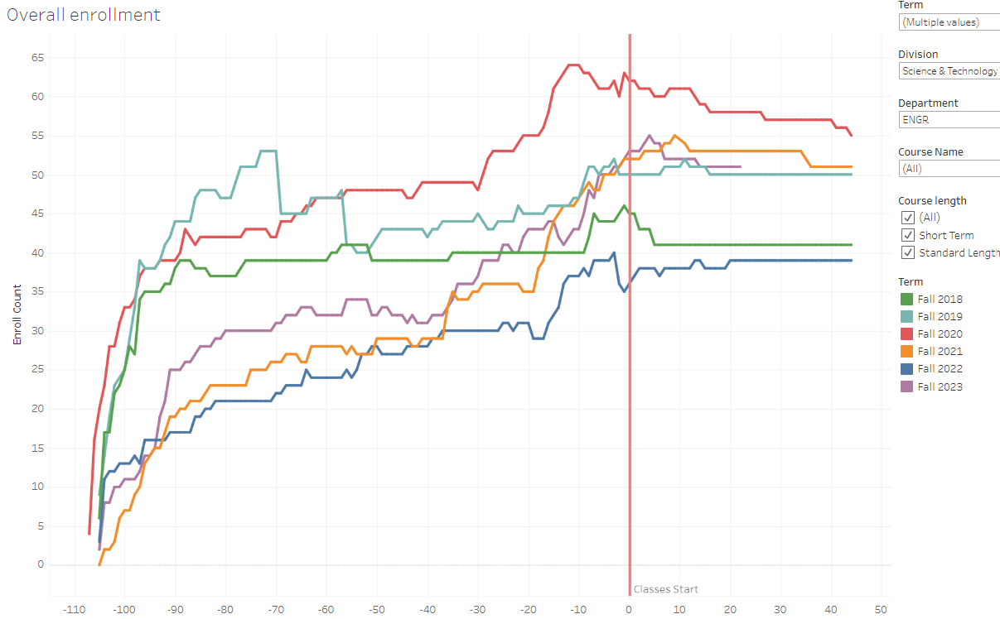 Overall enrollment
Term
(Multiple values)
Division
Science & Technology
Department
ENGR
Course Name
(All)
Course length
(All)
Short Term
Standard Length
Term
Fall 2018
Fall 2019
Fall 2020
Fall 2021
Fall 2022
Fall 2023
Enroll Count
65
60
55
50
45
40
35
30
25
20
15
10
5
0
Classes Start
-110 -100 -90 -80 -70 -60 -50 -40 -30 -20 -10 0 10 20 30 40 50